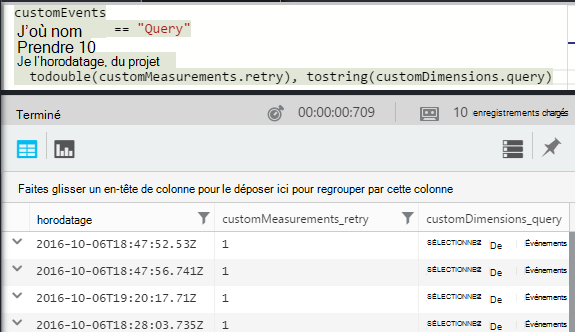 customEvents
J'où nom == "Query"
Prendre 10
Je l'horodatage, du projet
todouble(customMeasurements.retry), tostring(customDimensions.query)
Terminé 00:00:00:709 10 enregistrements chargés
Faites glisser un en-tête de colonne pour le déposer ici pour regrouper par cette colonne
horodatage customMeasurements_retry customDimensions_query
2016-10-06T18:47:52.53Z 1 SÉLECTIONNEZ De Événements
2016-10-06T18:47:56.741Z 1 SÉLECTIONNEZ De Événements
2016-10-06T19:20:17.71Z 1 SÉLECTIONNEZ De Événements
2016-10-06T18:28:03.735Z 1 SÉLECTIONNEZ De Événements